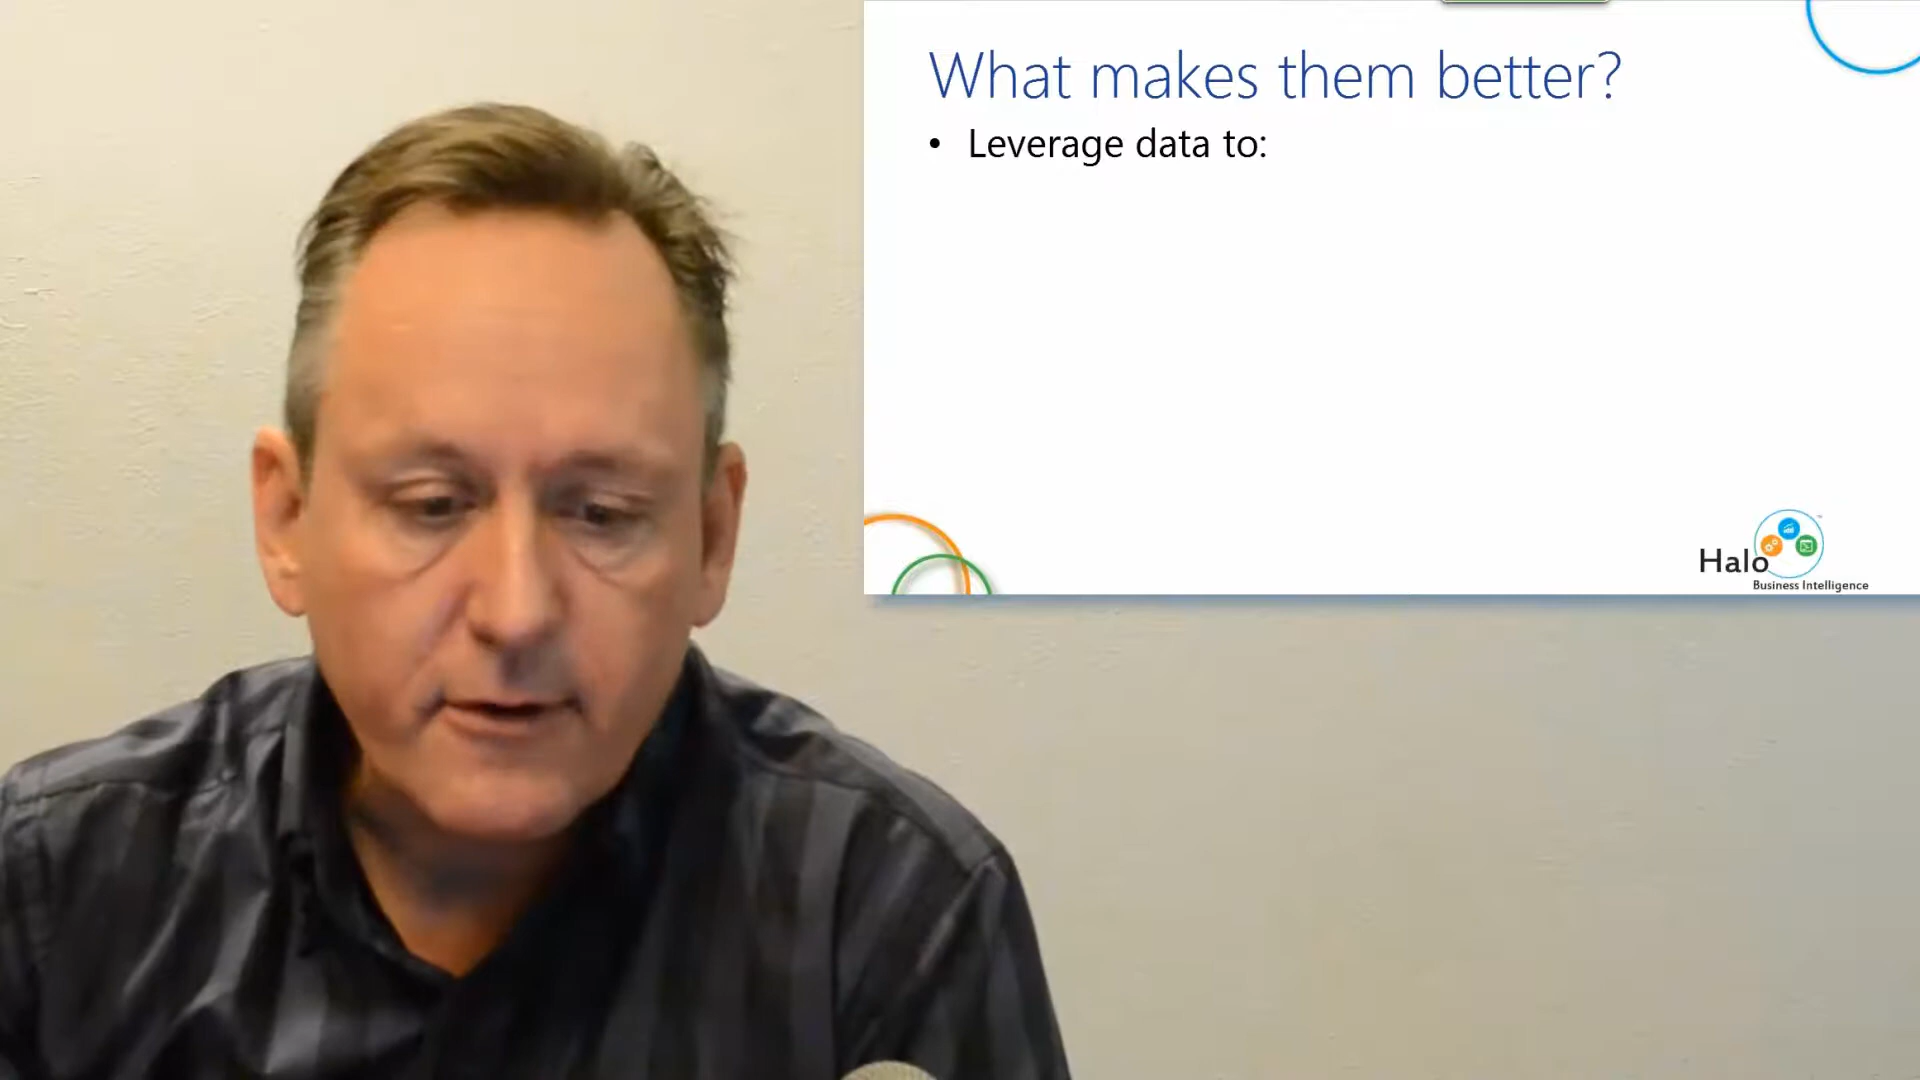 What makes them better?
• Leverage data to:
Halo
Business Intelligence